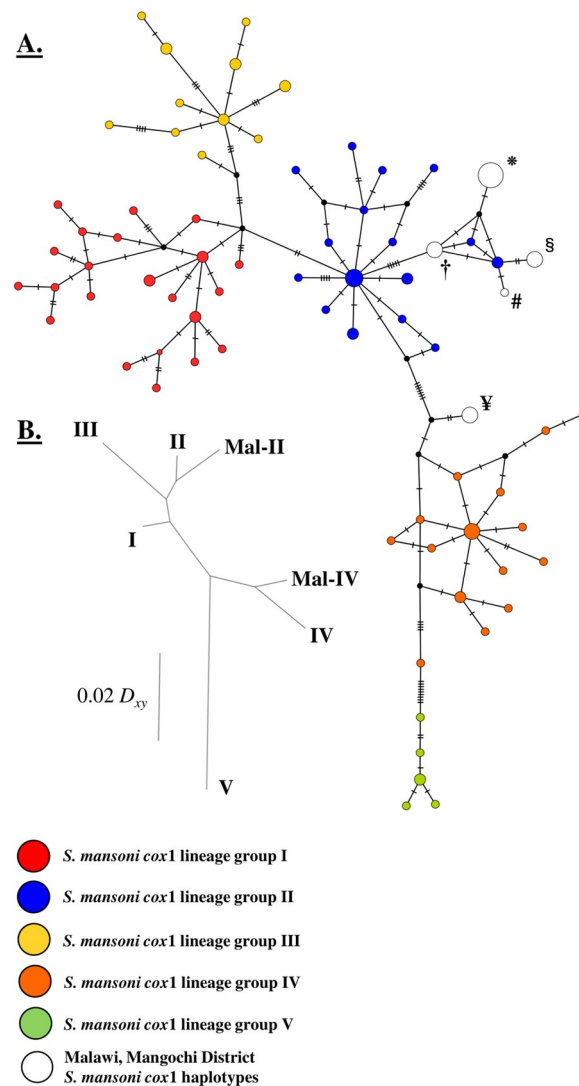 A.
*
§
†
#
¥
B.
III
II
Mal-II
I
Mal-IV
IV
0.02 Dxy
V
S. mansoni cox1 lineage group I
S. mansoni cox1 lineage group II
S. mansoni cox1 lineage group III
S. mansoni cox1 lineage group IV
S. mansoni cox1 lineage group V
Malawi, Mangochi District
S. mansoni cox1 haplotypes